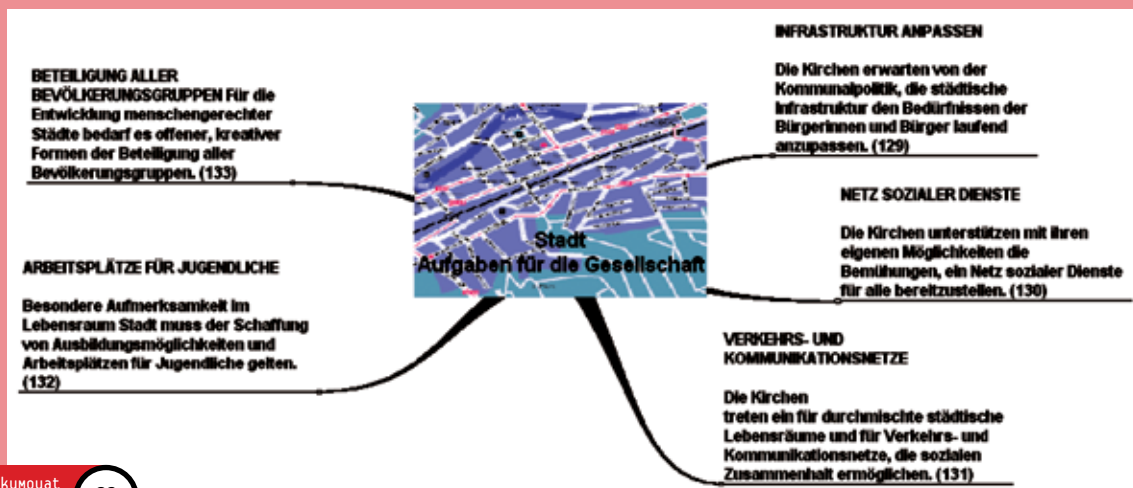 INFRASTRUKTUR ANPASSEN
Die Kirchen erwarten von der
Kommunalpolitik, die städtische
Infrastruktur den Bedürfnissen der
Bürgerinnen und Bürger laufend
anzupassen. (129)
NETZ SOZIALER DIENSTE
Die Kirchen unterstützen mit ihren
eigenen Möglichkeiten die
Bemühungen, ein Netz sozialer Dienste
für alle bereitzustellen. (130)
VERKEHRS- UND
KOMMUNIKATIONSNETZE
Die Kirchen
treten ein für durchmischte städtische
Lebensräume und für Verkehrs- und
Kommunikationsnetze, die sozialen
Zusammenhalt ermöglichen. (131)
ARBEITSPLÄTZE FÜR JUGENDLICHE
Besondere Aufmerksamkeit im
Lebensraum Stadt muss der Schaffung
von Ausbildungsmöglichkeiten und
Arbeitsplätzen für Jugendliche gelten.
(132)
BETEILIGUNG ALLER
BEVÖLKERUNGSGRUPPEN Für die
Entwicklung menschengerechter
Städte bedarf es offener, kreativer
Formen der Beteiligung aller
Bevölkerungsgruppen. (133)
Stadt
Aufgaben für die Gesellschaft